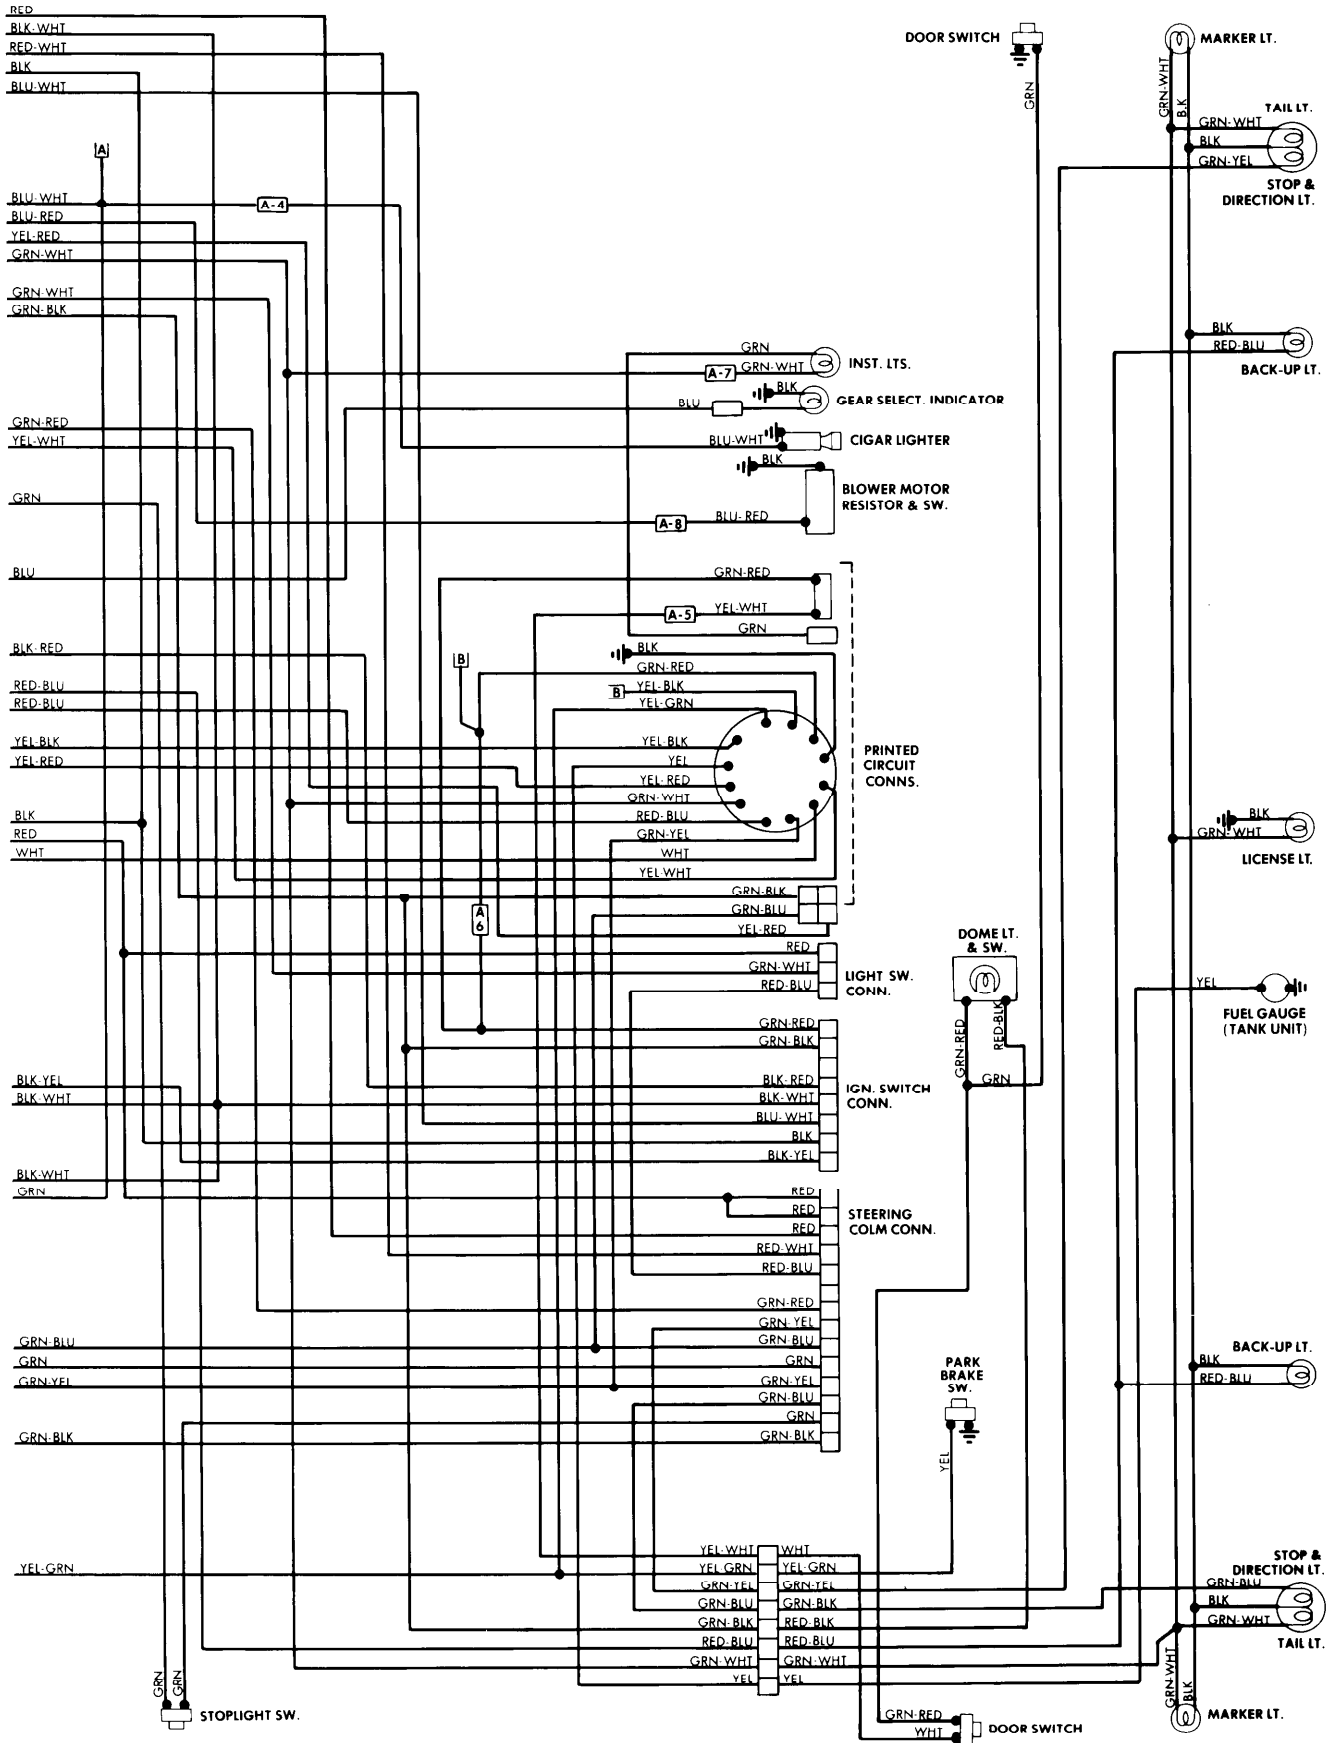 RED
BLK-WHT
RED-WHT
BLK
BLU-WHT
A
BLU-WHT
A-4
BLU-RED
YEL-RED
GRN-WHT
GRN-WHT
GRN-BLK
GRN-RED
YEL-WHT
GRN
BLU
BLK-RED
RED-BLU
RED-BLU
YEL-BLK
YEL-RED
BLK
RED
WHT
BLK-YEL
BLK-WHT
BLK-WHT
GRN
GRN-BLU
GRN
GRN-YEL
GRN-BLK
YEL-GRN
GRN
GRN
STOPLIGHT SW.
GRN
A-7
GRN-WHT
INST. LTS.
BLK
BLU
GEAR SELECT. INDICATOR
BLU-WHT
CIGAR LIGHTER
BLK
BLOWER MOTOR
RESISTOR & SW.
A-8
BLU-RED
GRN-RED
A-5
YEL-WHT
GRN
BLK
B
GRN-RED
B
YEL-BLK
YEL-GRN
YEL-BLK
YEL
YEL-RED
GRN-WHT
RED-BLU
GRN-YEL
WHT
YEL-WHT
PRINTED
CIRCUIT
CONNS.
GRN-BLK
GRN-BLU
A
6
YEL-RED
RED
GRN-WHT
RED-BLU
LIGHT SW.
CONN.
GRN-RED
GRN-BLK
BLK-RED
BLK-WHT
BLU-WHT
BLK
BLK-YEL
IGN. SWITCH
CONN.
RED
RED
RED
RED-WHT
RED-BLU
STEERING
COLM CONN.
GRN-RED
GRN-YEL
GRN-BLU
GRN
GRN-YEL
GRN-BLU
GRN
GRN-BLK
YEL-WHT WHT
YEL-GRN YEL-GRN
GRN-YEL GRN-YEL
GRN-BLU GRN-BLK
GRN-BLK RED-BLK
RED-BLU RED-BLU
GRN-WHT GRN-WHT
YEL YEL
DOOR SWITCH
GRN
DOME LT.
& SW.
GRN-RED
RED-BLK
GRN
PARK
BRAKE
SW.
YEL
GRN-RED
WHT
DOOR SWITCH
MARKER LT.
GRN-WHT
B.K
TAIL LT.
GRN-WHT
BLK
GRN-YEL
STOP &
DIRECTION LT.
BLK
RED-BLU
BACK-UP LT.
BLK
GRN-WHT
LICENSE LT.
YEL
FUEL GAUGE
(TANK UNIT)
BACK-UP LT.
BLK
RED-BLU
STOP &
DIRECTION LT.
GRN-BLU
BLK
GRN-WHT
TAIL LT.
GRN-WHT
BLK
MARKER LT.